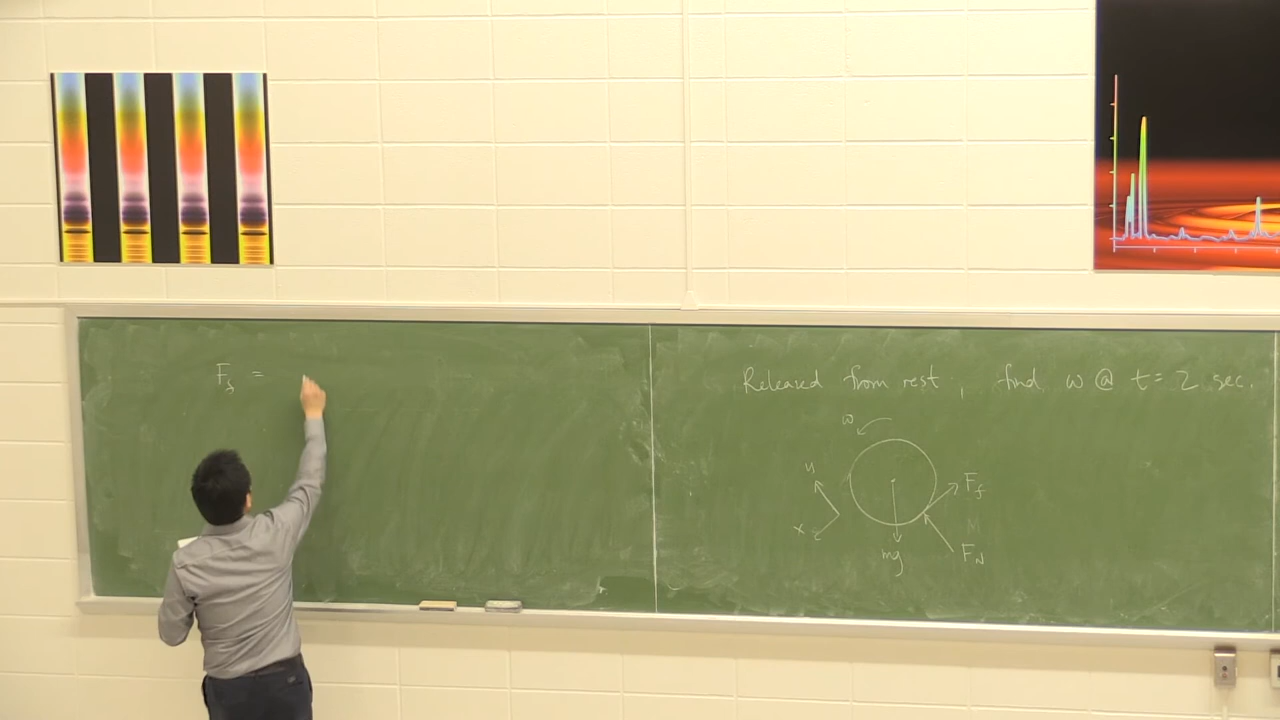 F_f =
Released from rest, find ω @ t = 2 sec.
ω
y
F_f
x
mg
F_N